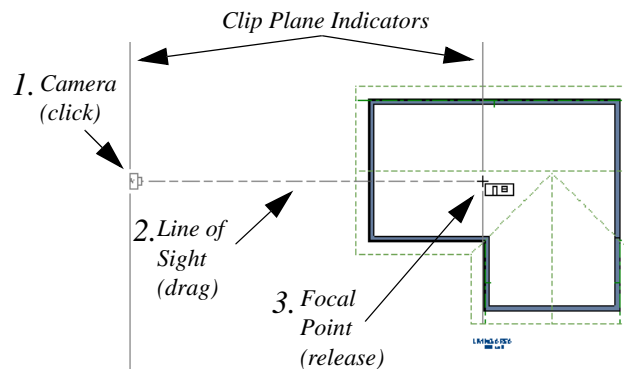 Clip Plane Indicators
1. Camera
(click)
2. Line of
Sight
(drag)
3. Focal
Point
(release)